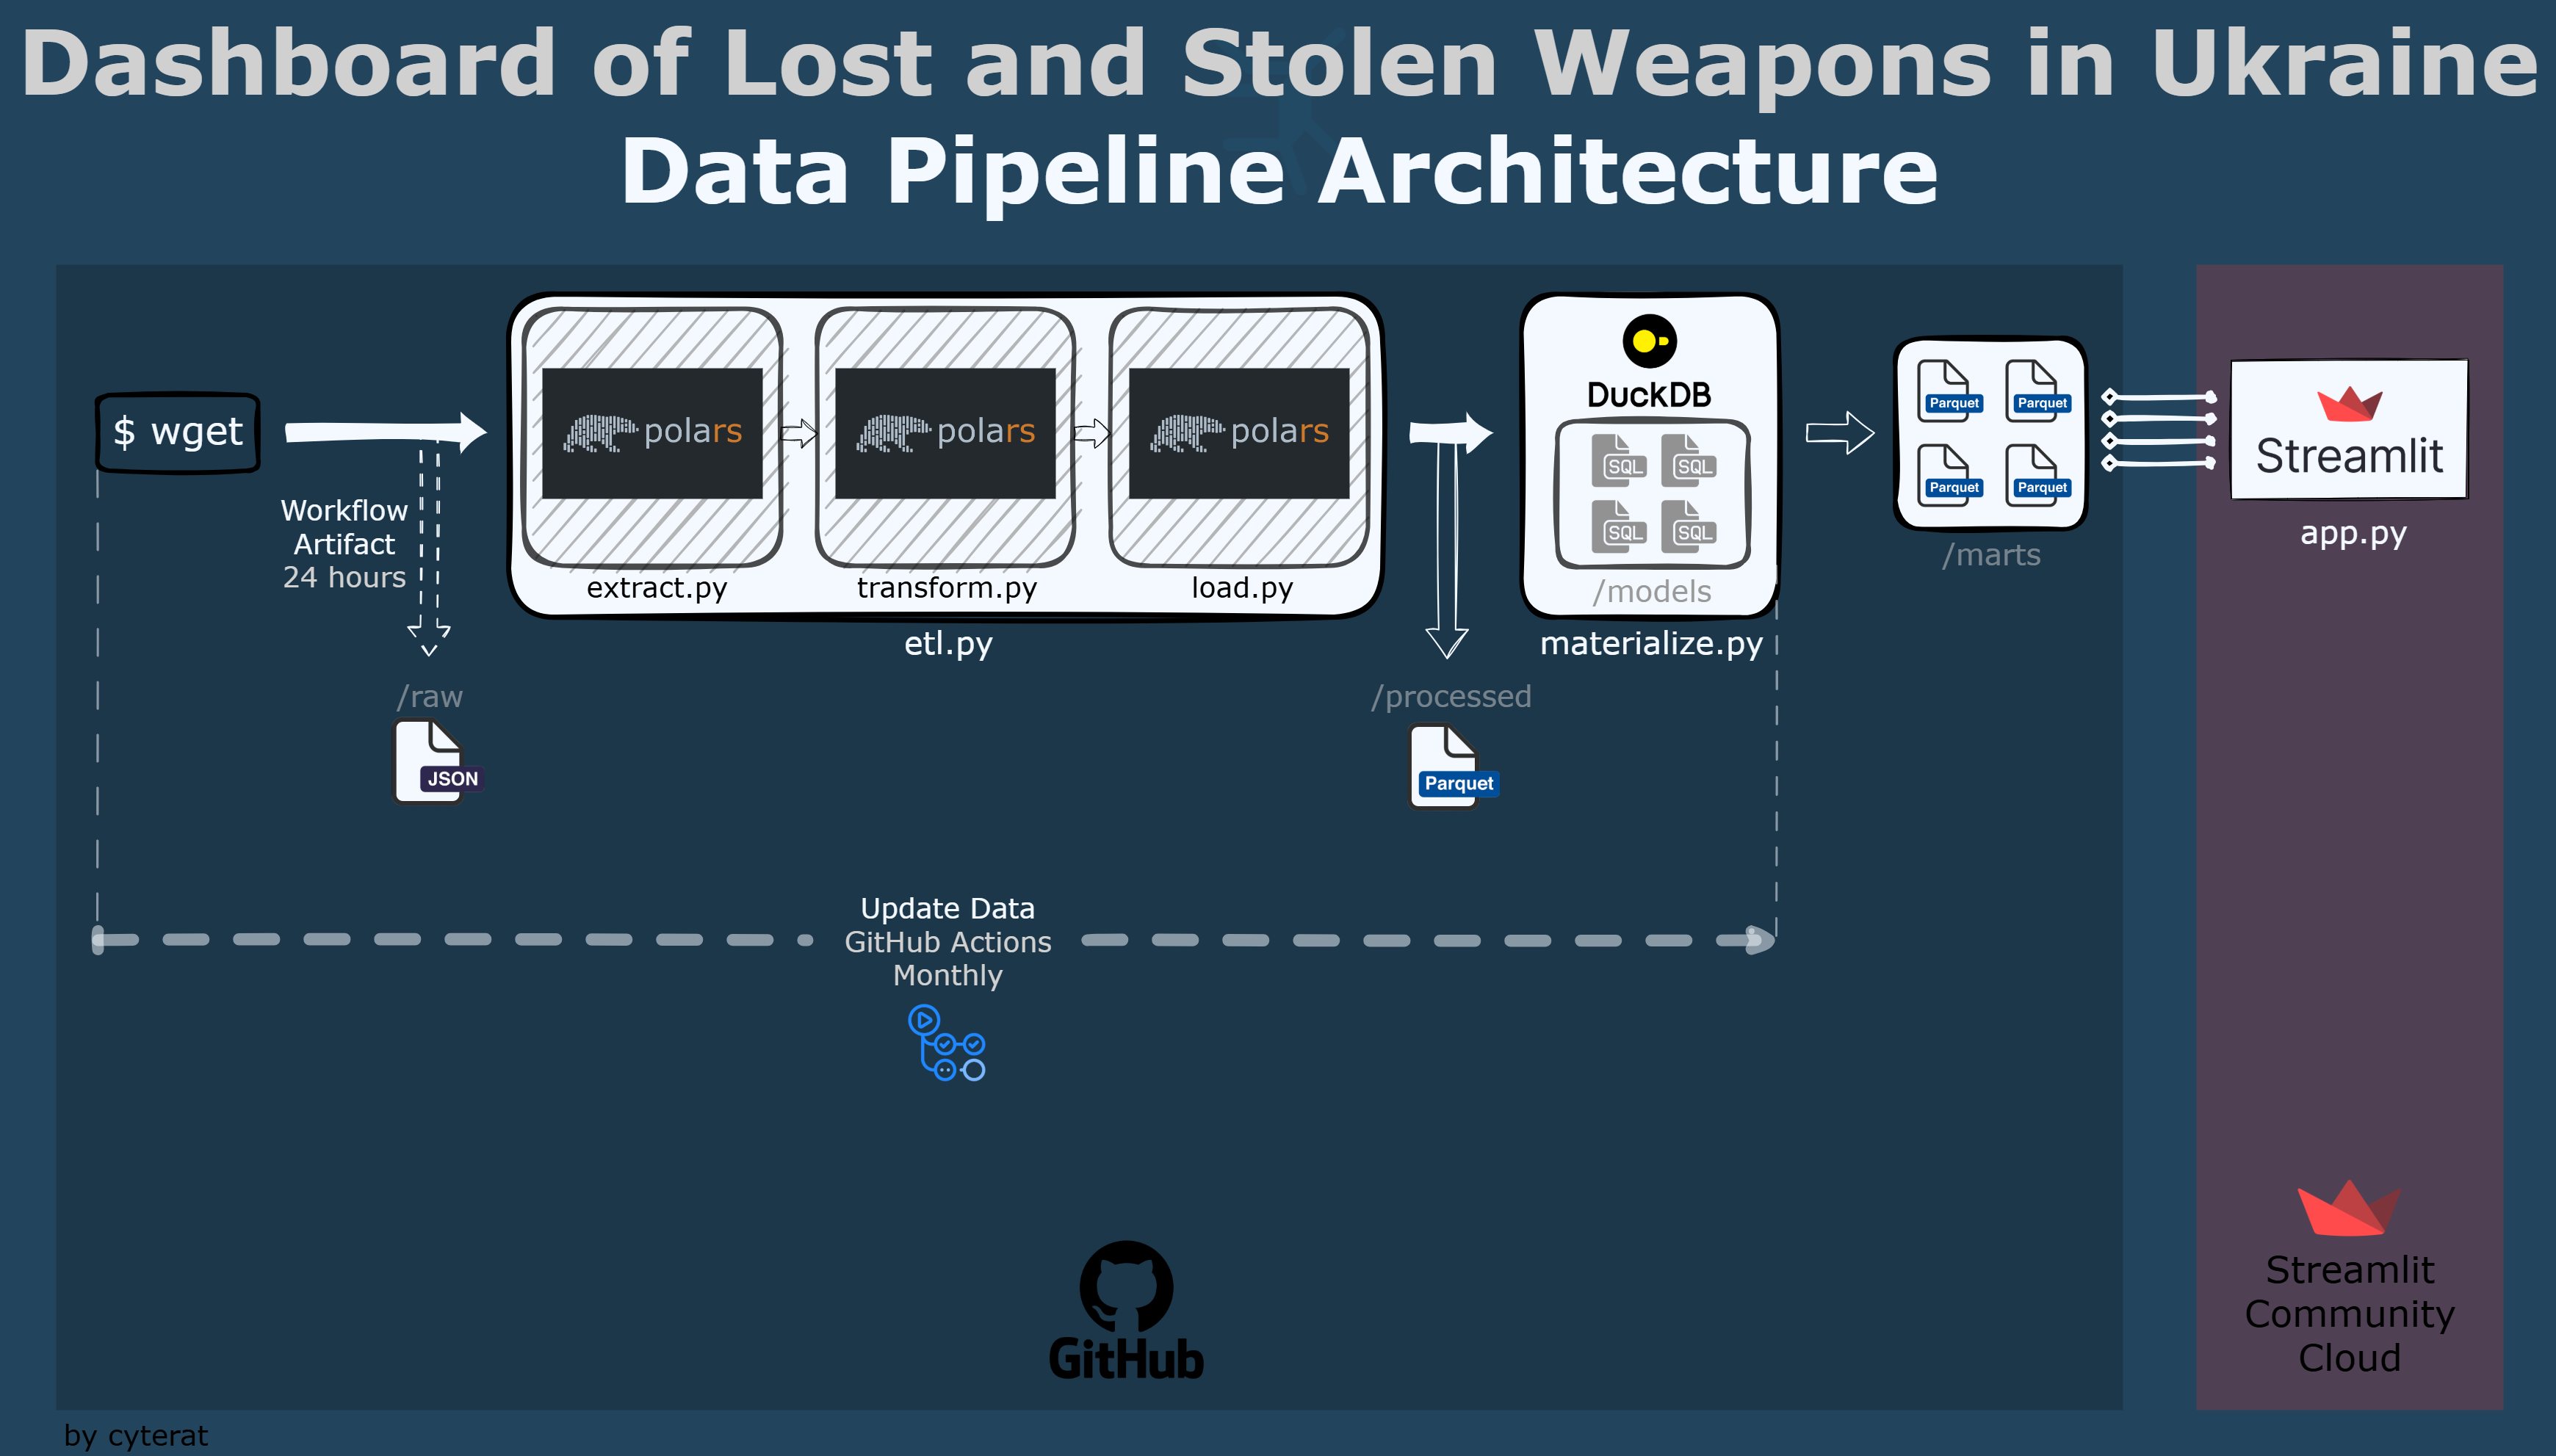 Dashboard of Lost and Stolen Weapons in Ukraine
Data Pipeline Architecture
$ wget
Workflow
Artifact
24 hours
/raw
JSON
polars
extract.py
polars
transform.py
polars
load.py
etl.py
/processed
Parquet
DuckDB
SQL
SQL
SQL
SQL
/models
materialize.py
Parquet
Parquet
Parquet
Parquet
/marts
Streamlit
app.py
Update Data
GitHub Actions
Monthly
GitHub
Streamlit
Community
Cloud
by cyterat